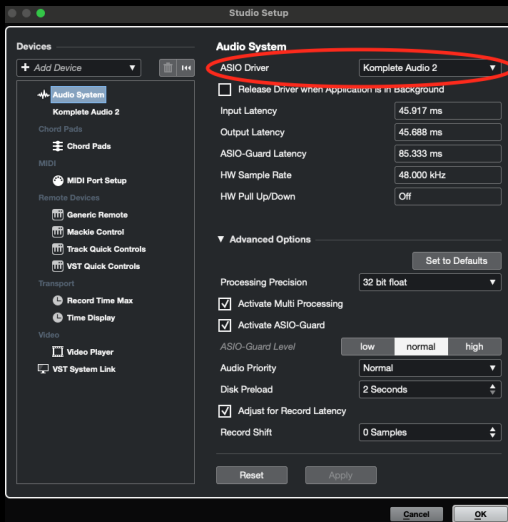 Studio Setup
Devices
+ Add Device
Audio System
Komplete Audio 2
Chord Pads
Chord Pads
MIDI
MIDI Port Setup
Remote Devices
Generic Remote
Mackie Control
Track Quick Controls
VST Quick Controls
Transport
Record Time Max
Time Display
Video
Video Player
VST System Link
Audio System
ASIO Driver Komplete Audio 2
Release Driver when Application is in Background
Input Latency 45.917 ms
Output Latency 45.688 ms
ASIO-Guard Latency 85.333 ms
HW Sample Rate 48.000 kHz
HW Pull Up/Down Off
Advanced Options
Set to Defaults
Processing Precision 32 bit float
Activate Multi Processing
Activate ASIO-Guard
ASIO-Guard Level low normal high
Audio Priority Normal
Disk Preload 2 Seconds
Adjust for Record Latency
Record Shift 0 Samples
Reset Apply
Cancel OK